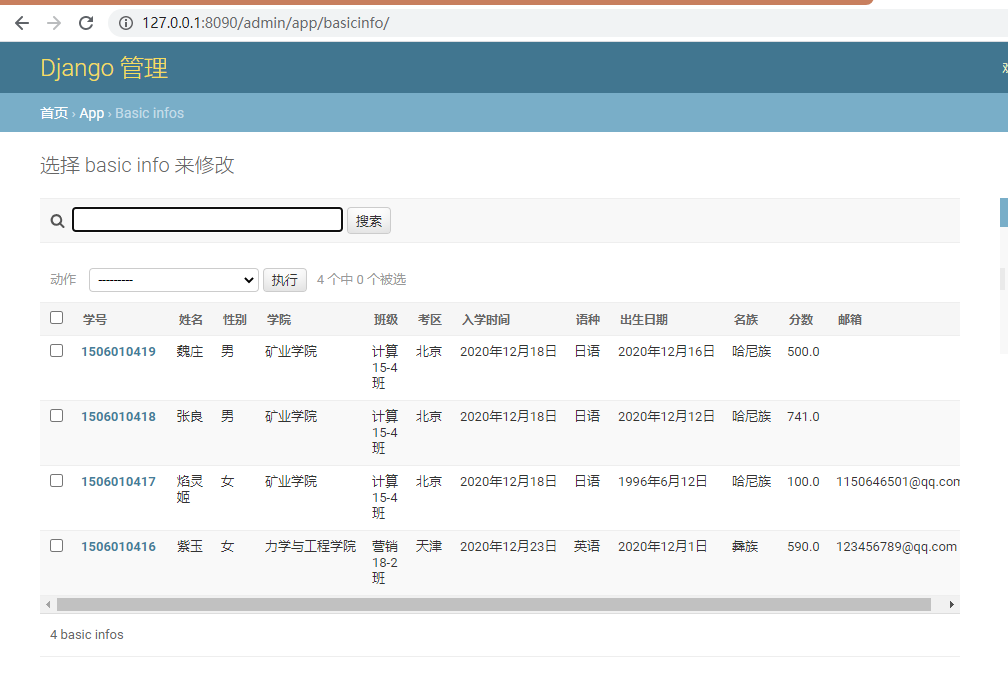 127.0.0.1:8090/admin/app/basicinfo/
Django 管理
首页 › App › Basic infos
选择 basic info 来修改
搜索
动作 --------- 执行 4 个中 0 个被选
学号 姓名 性别 学院 班级 考区 入学时间 语种 出生日期 名族 分数 邮箱
1506010419 魏庄 男 矿业学院 计算 北京 2020年12月18日 日语 2020年12月16日 哈尼族 500.0
15-4
班
1506010418 张良 男 矿业学院 计算 北京 2020年12月18日 日语 2020年12月12日 哈尼族 741.0
15-4
班
1506010417 焰灵 女 矿业学院 计算 北京 2020年12月18日 日语 1996年6月12日 哈尼族 100.0 1150646501@qq.com
姬 15-4
班
1506010416 紫玉 女 力学与工程学院 营销 天津 2020年12月23日 英语 2020年12月1日 彝族 590.0 123456789@qq.com
18-2
班
4 basic infos